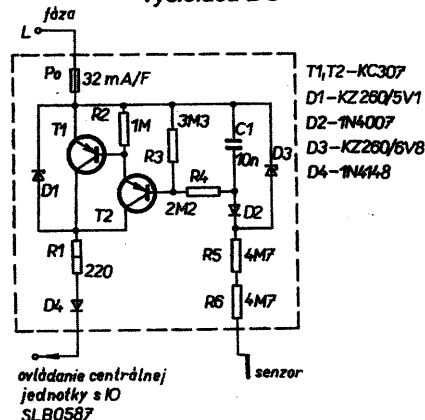 fáza
L
Po
32 mA/F
R2
1M
3M3
R3
C1
10n
D3
T1
D1
T2
R4
2M2
D2
R1
220
R5
4M7
D4
R6
4M7
ovládanie centrálnej
jednotky s IO
SLB0587
senzor
T1,T2-KC307
D1-KZ260/5V1
D2-1N4007
D3-KZ260/6V8
D4-1N4148